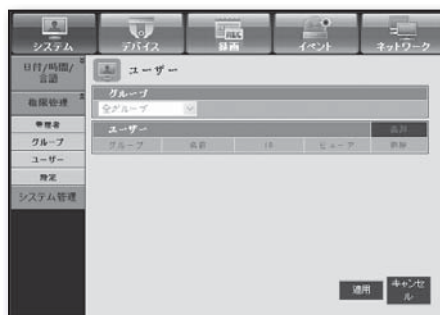 システム
デバイス
録画
イベント
ネットワーク
日付/時間/
言語
権限管理
管理者
グループ
ユーザー
設定
システム管理
ユーザー
グループ
全グループ
ユーザー
追加
グループ
名前
ID
ビューア
削除
適用
キャンセ
ル